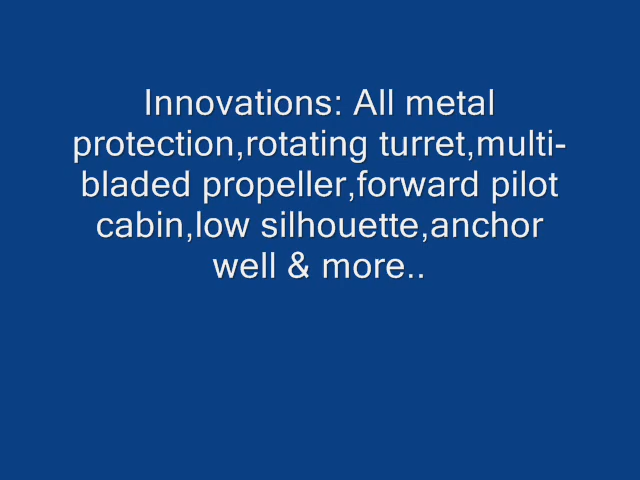 Innovations: All metal
protection,rotating turret,multi-
bladed propeller,forward pilot
cabin,low silhouette,anchor
well & more..